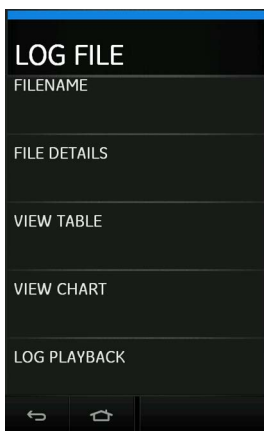 LOG FILE
FILENAME
FILE DETAILS
VIEW TABLE
VIEW CHART
LOG PLAYBACK